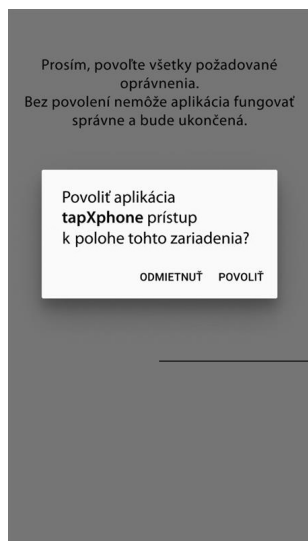 Prosím, povoľte všetky požadované
oprávnenia.
Bez povolení nemôže aplikácia fungovať
správne a bude ukončená.
Povoliť aplikácia
tapXphone prístup
k polohe tohto zariadenia?
ODMIETNUŤ POVOLIŤ